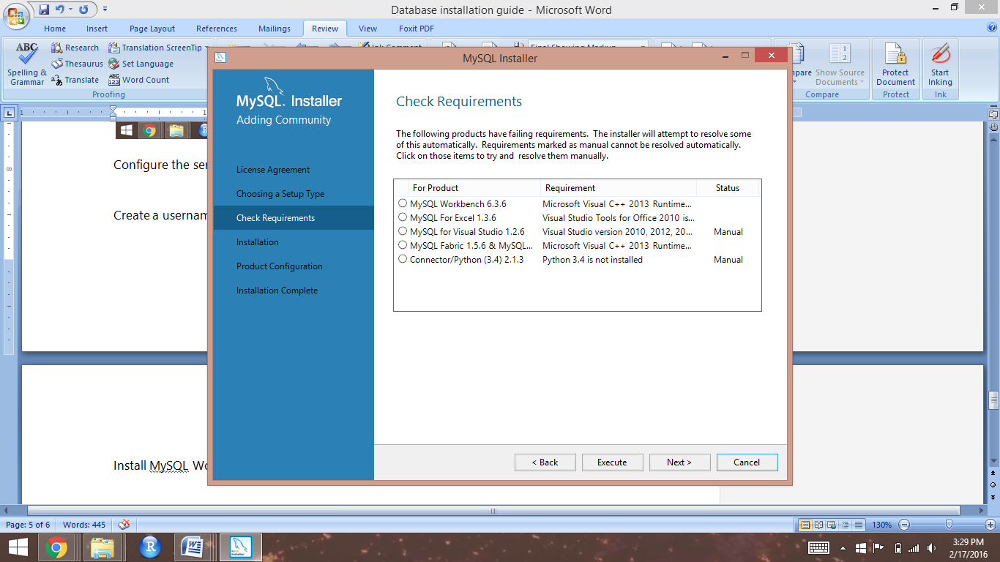 Database installation guide - Microsoft Word
Home Insert Page Layout References Mailings Review View Foxit PDF
ABC
Spelling & Grammar
Research
Thesaurus
Translate
Translation ScreenTip
Set Language
ABC 123 Word Count
Proofing
Ink Comment
Final Showing Markup
Show Source Documents
Compare
Protect Document
Protect
Start Inking
Ink
Configure the
Create a
Install MySQL
MySQL Installer
MySQL. Installer
Adding Community
License Agreement
Choosing a Setup Type
Check Requirements
Installation
Product Configuration
Installation Complete
Check Requirements
The following products have failing requirements. The installer will attempt to resolve some
of this automatically. Requirements marked as manual cannot be resolved automatically.
Click on those items to try and resolve them manually.
For Product Requirement Status
MySQL Workbench 6.3.6 Microsoft Visual C++ 2013 Runtime...
MySQL For Excel 1.3.6 Visual Studio Tools for Office 2010 is...
MySQL for Visual Studio 1.2.6 Visual Studio version 2010, 2012, 20... Manual
MySQL Fabric 1.5.6 & MySQL... Microsoft Visual C++ 2013 Runtime...
Connector/Python (3.4) 2.1.3 Python 3.4 is not installed Manual
< Back Execute Next > Cancel
Page: 5 of 6 Words: 445 130%
3:29 PM
2/17/2016